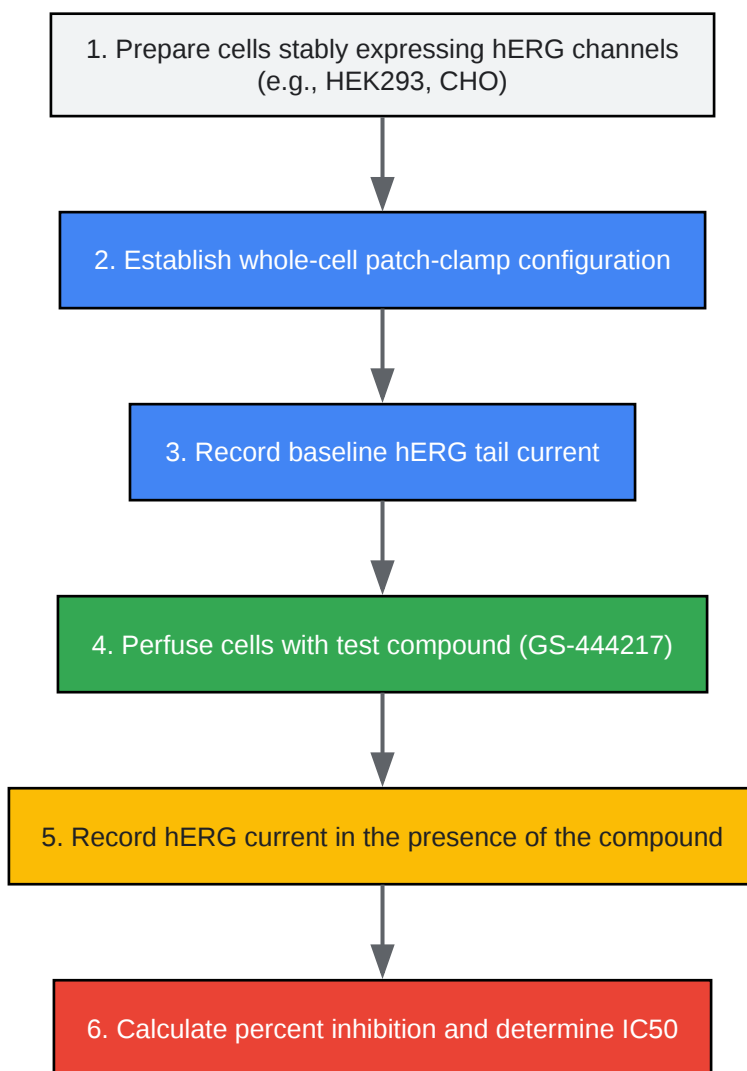 1. Prepare cells stably expressing hERG channels
(e.g., HEK293, CHO)
2. Establish whole-cell patch-clamp configuration
3. Record baseline hERG tail current
4. Perfuse cells with test compound (GS-444217)
5. Record hERG current in the presence of the compound
6. Calculate percent inhibition and determine IC50